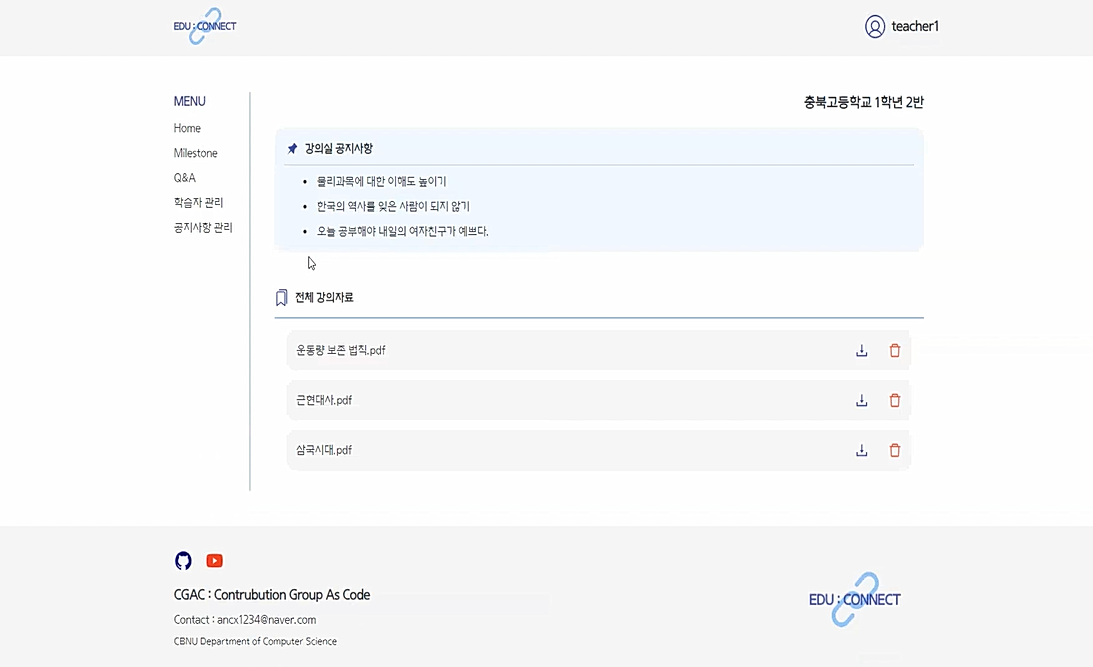 EDU : CONNECT
teacher1
MENU
Home
Milestone
Q&A
학습자 관리
공지사항 관리
충북고등학교 1학년 2반
강의실 공지사항
물리과목에 대한 이해도 높이기
한국의 역사를 잊은 사람이 되지 않기
오늘 공부해야 내일의 여자친구가 예쁘다.
전체 강의자료
운동량 보존 법칙.pdf
근현대사.pdf
삼국시대.pdf
CGAC : Contrubution Group As Code
Contact : ancx1234@naver.com
CBNU Department of Computer Science
EDU : CONNECT